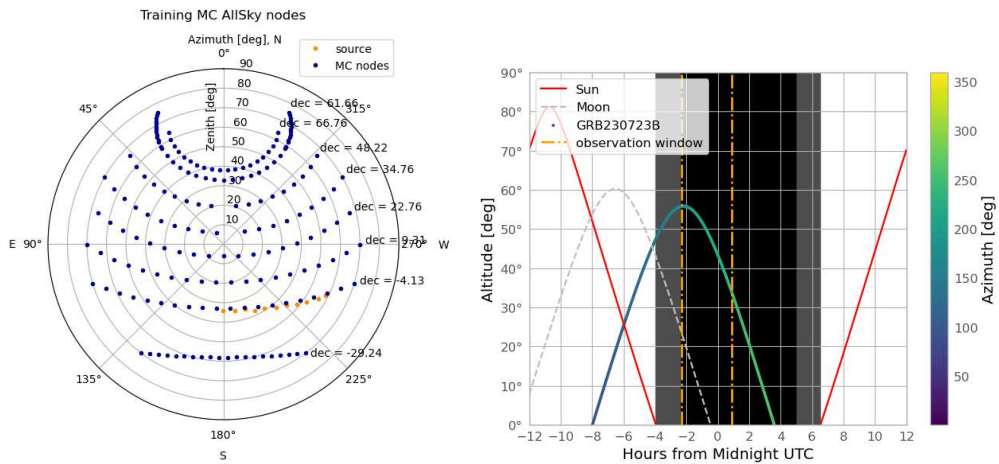 Training MC AllSky nodes
Azimuth [deg], N
0°
source
MC nodes
45°
315°
E 90°
270° W
135°
225°
180°
S
Zenith [deg]
90
80
70
60
50
40
30
20
10
dec = 61.66
dec = 66.76
dec = 48.22
dec = 34.76
dec = 22.76
dec = 9.31
dec = -4.13
dec = -29.24
Sun
Moon
GRB230723B
observation window
Altitude [deg]
90°
80°
70°
60°
50°
40°
30°
20°
10°
0°
−12 −10 −8 −6 −4 −2 0 2 4 6 8 10 12
Hours from Midnight UTC
350
300
250
200
150
100
50
Azimuth [deg]